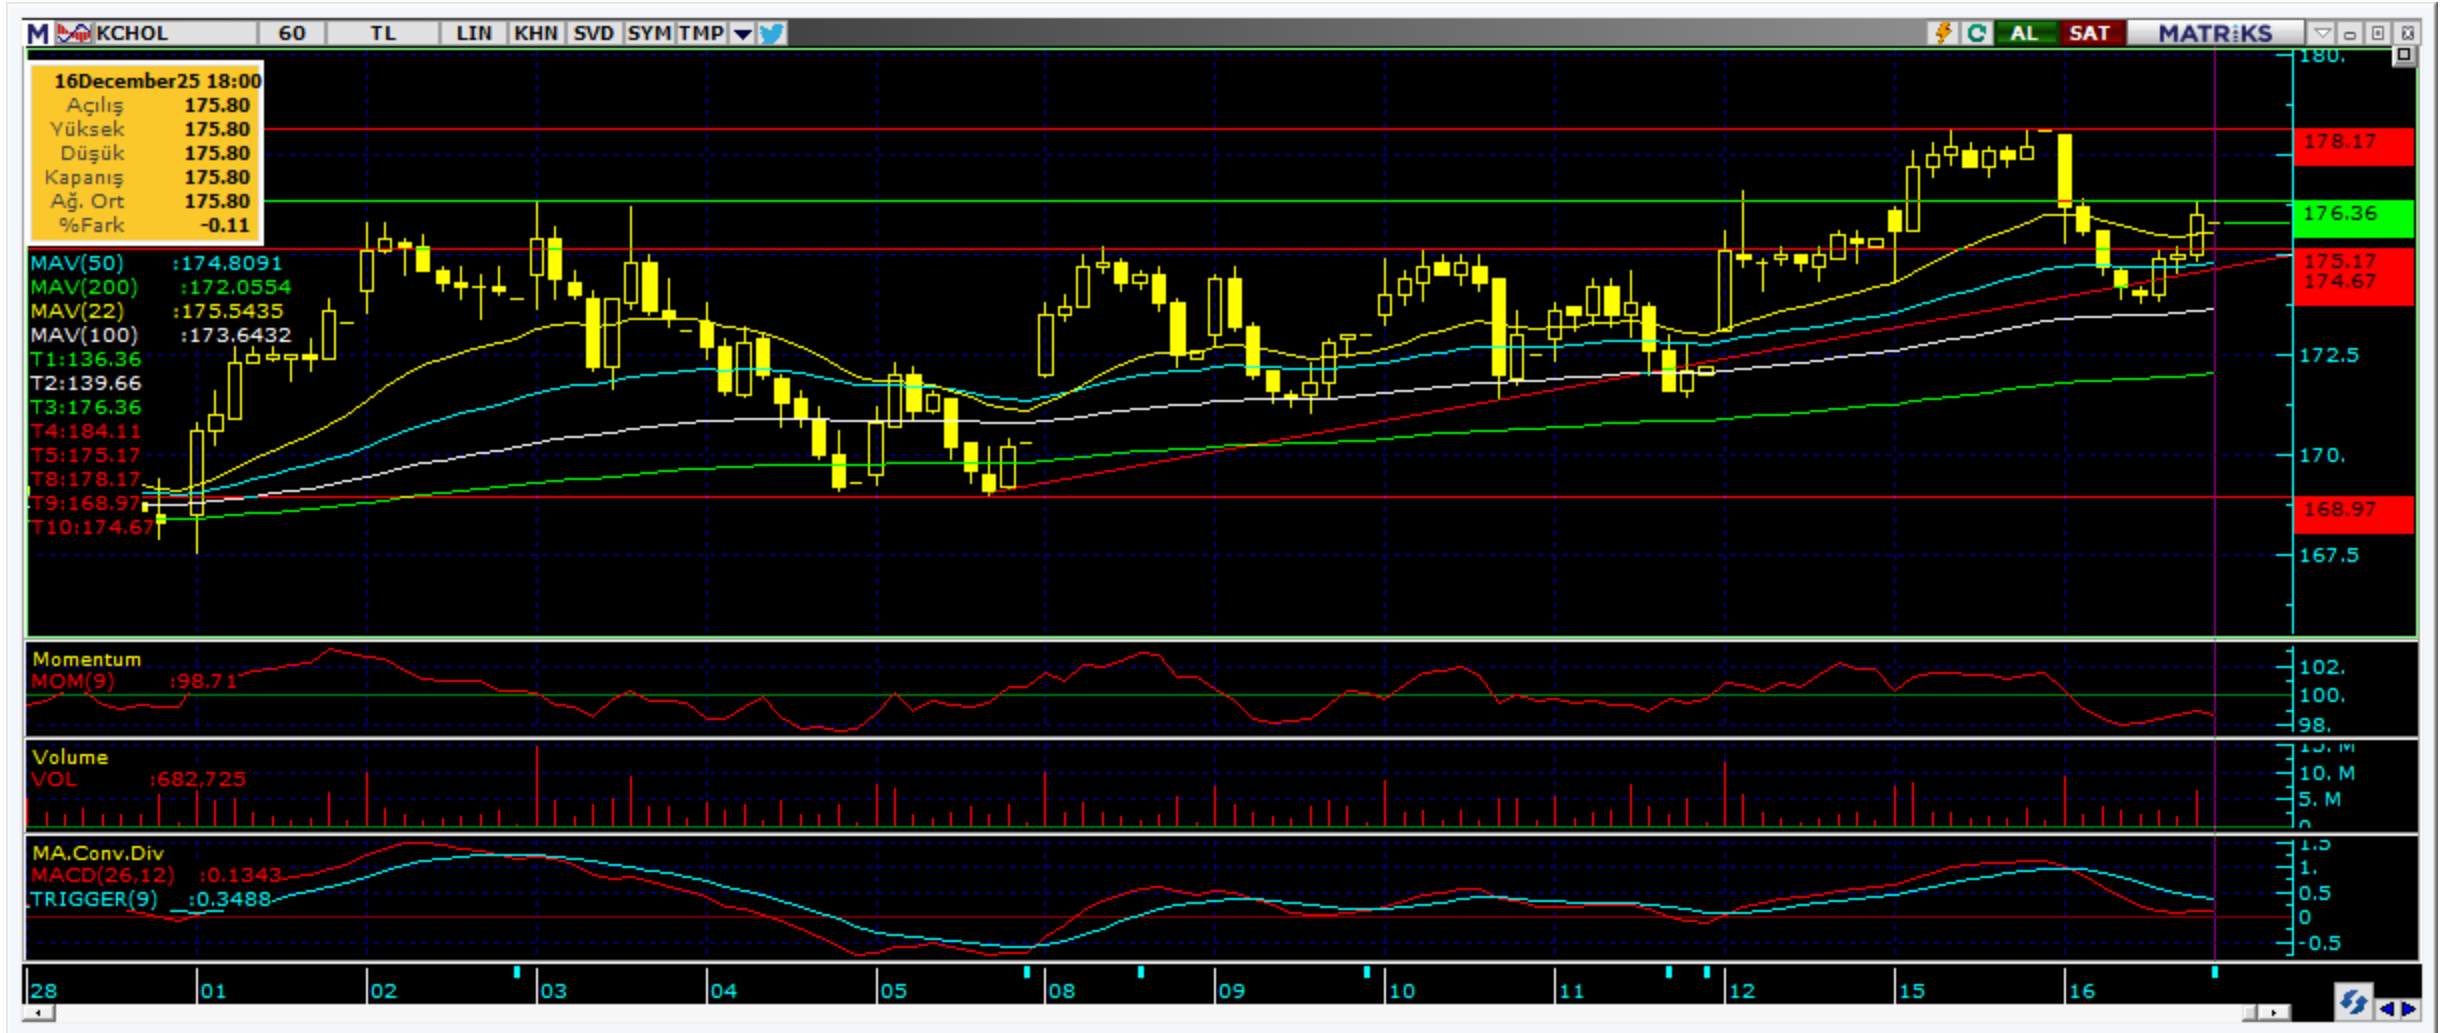 M KCHOL 60 TL LIN KHN SVD SYM TMP AL SAT MATRiKS
16December25 18:00
Açılış 175.80
Yüksek 175.80
Düşük 175.80
Kapanış 175.80
Ağ. Ort 175.80
%Fark -0.11
MAV(50) :174.8091
MAV(200) :172.0554
MAV(22) :175.5435
MAV(100) :173.6432
T1:136.36
T2:139.66
T3:176.36
T4:184.11
T5:175.17
T8:178.17
T9:168.97
T10:174.67
180.
178.17
176.36
175.17
174.67
172.5
170.
168.97
167.5
Momentum
MOM(9) :98.71
102.
100.
98.
Volume
VOL :682,725
15. M
10. M
5. M
0
MA.Conv.Div
MACD(26,12) :0.1343
TRIGGER(9) :0.3488
1.5
1.
0.5
0
-0.5
28 01 02 03 04 05 08 09 10 11 12 15 16